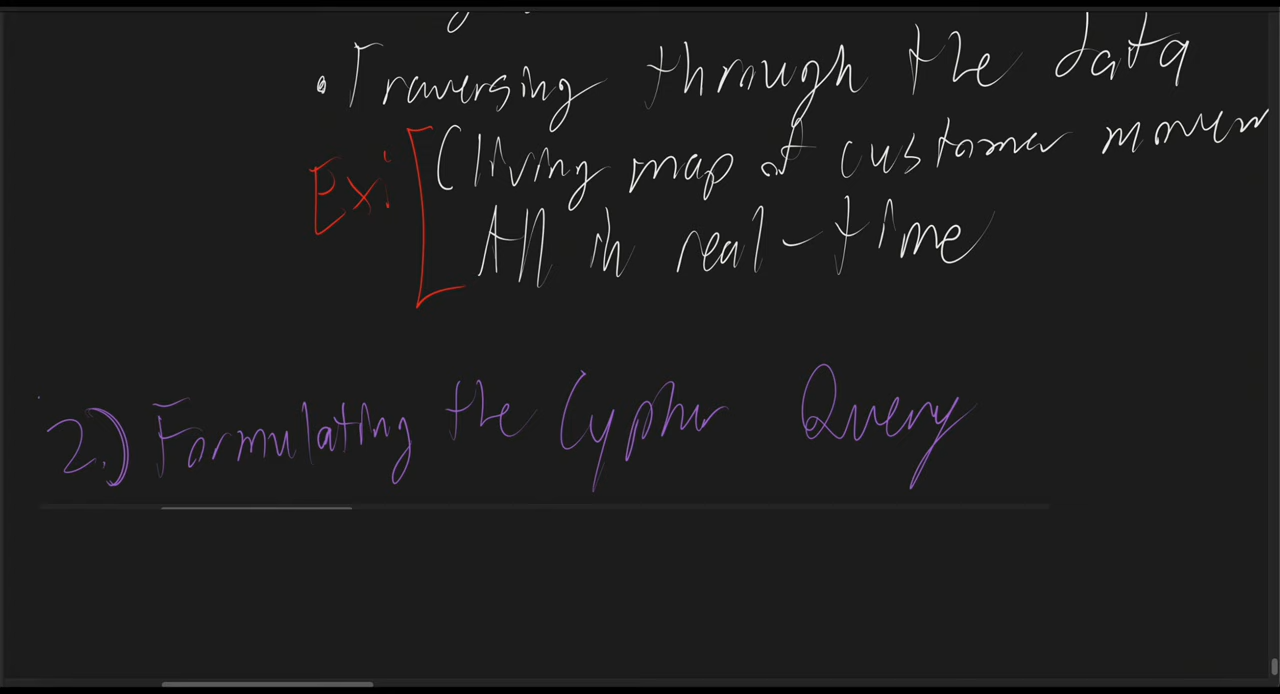 • Traversing through the data
Ex: [ (living map of customer movem
All in real-time
2.) Formulating the Cypher Query